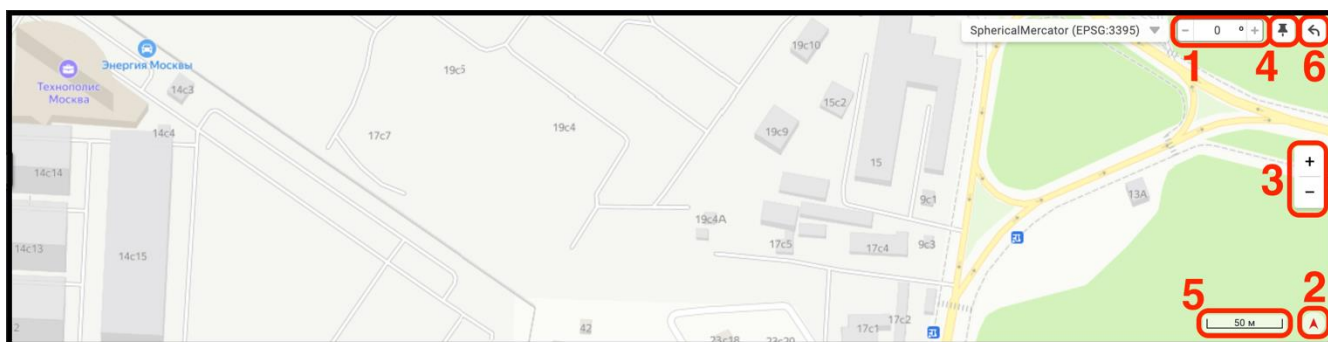 SphericalMercator (EPSG:3395)
− 0 ° +
1
4
6
19с10
Энергия Москвы
19с5
Технополис
Москва
14с3
15с2
14с4
17с7
19с4
19с9
15
+
−
3
14с14
9с1
13А
19с4А
14с13
14с15
17с5
17с4
9с3
5
2
50 м
2
42
17с1
17с2
23с18
23с20